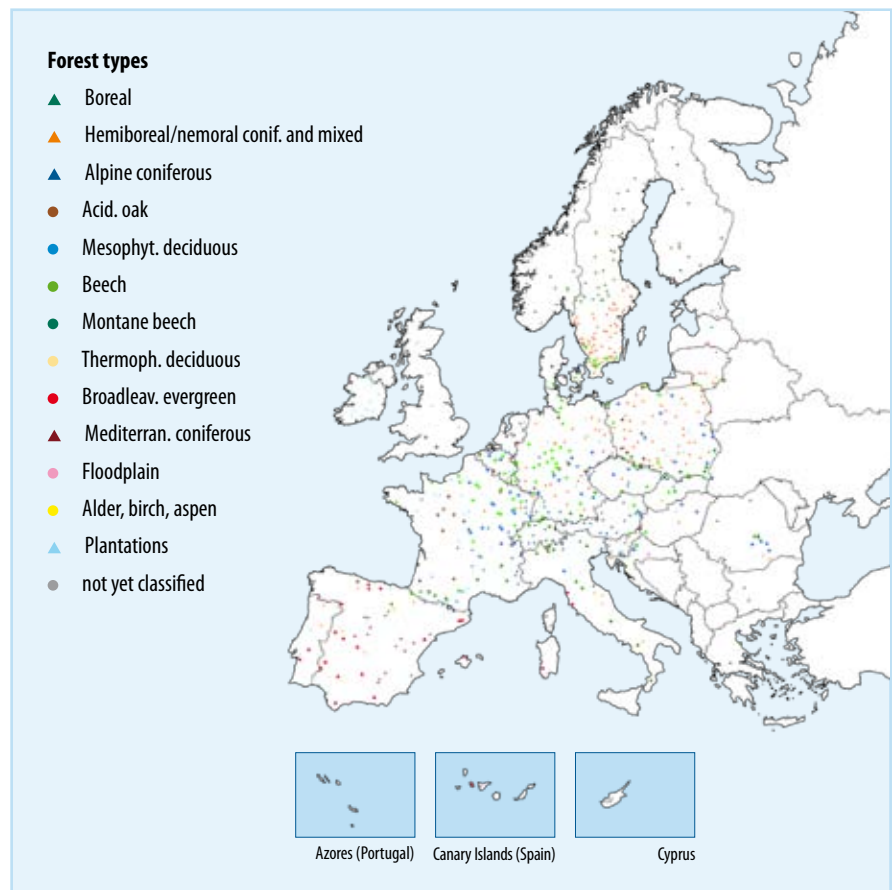 Forest types
Boreal
Hemiboreal/nemoral conif. and mixed
Alpine coniferous
Acid. oak
Mesophyt. deciduous
Beech
Montane beech
Thermoph. deciduous
Broadleav. evergreen
Mediterran. coniferous
Floodplain
Alder, birch, aspen
Plantations
not yet classified
Azores (Portugal)
Canary Islands (Spain)
Cyprus